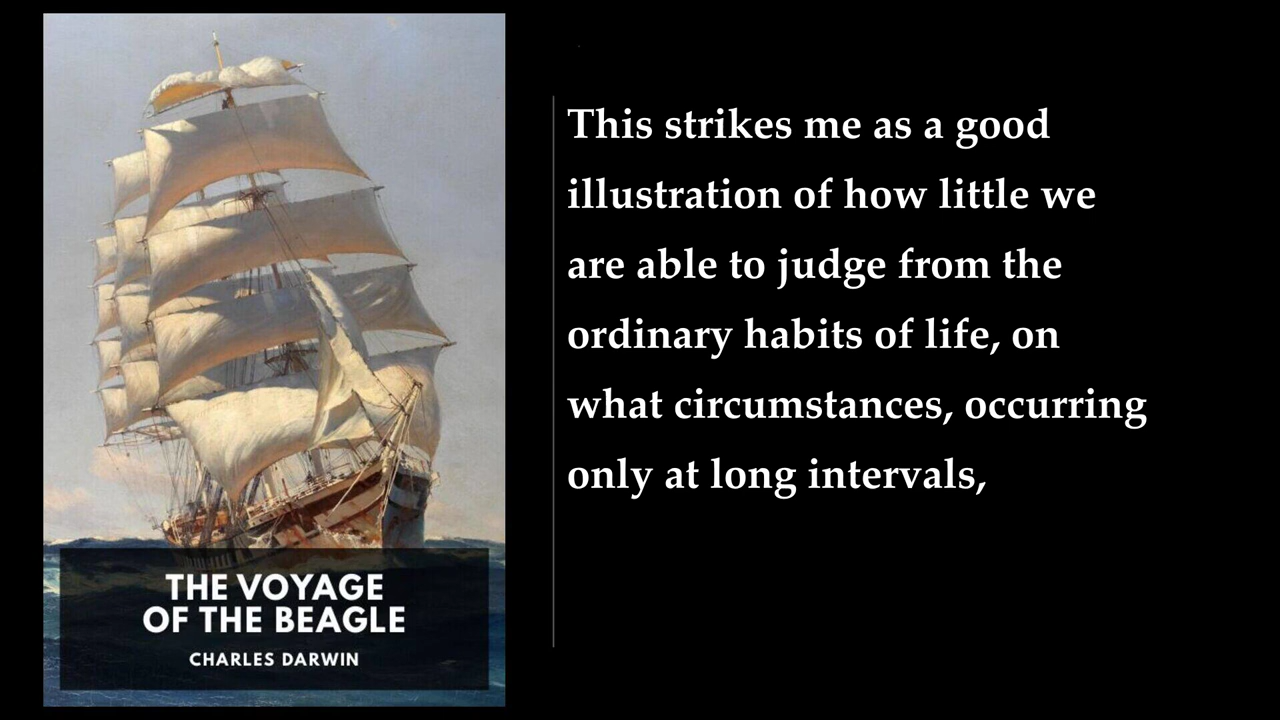 THE VOYAGE
OF THE BEAGLE
CHARLES DARWIN
This strikes me as a good
illustration of how little we
are able to judge from the
ordinary habits of life, on
what circumstances, occurring
only at long intervals,